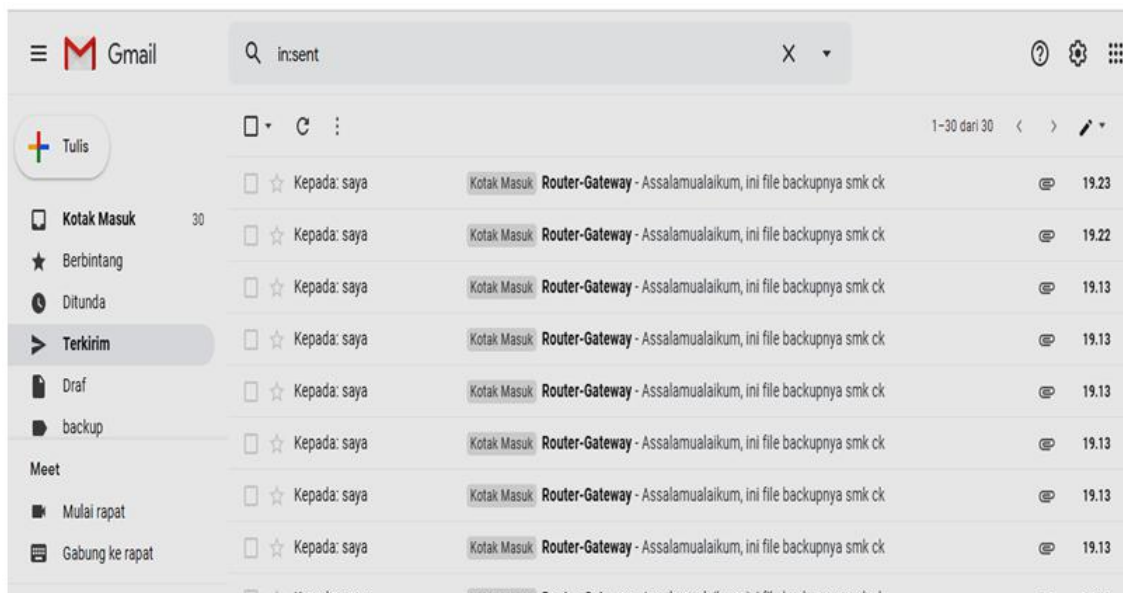 Gmail
in:sent
Tulis
1–30 dari 30
Kotak Masuk 30
Berbintang
Ditunda
Terkirim
Draf
backup
Meet
Mulai rapat
Gabung ke rapat
Kepada: saya Kotak Masuk Router-Gateway - Assalamualaikum, ini file backupnya smk ck 19.23
Kepada: saya Kotak Masuk Router-Gateway - Assalamualaikum, ini file backupnya smk ck 19.22
Kepada: saya Kotak Masuk Router-Gateway - Assalamualaikum, ini file backupnya smk ck 19.13
Kepada: saya Kotak Masuk Router-Gateway - Assalamualaikum, ini file backupnya smk ck 19.13
Kepada: saya Kotak Masuk Router-Gateway - Assalamualaikum, ini file backupnya smk ck 19.13
Kepada: saya Kotak Masuk Router-Gateway - Assalamualaikum, ini file backupnya smk ck 19.13
Kepada: saya Kotak Masuk Router-Gateway - Assalamualaikum, ini file backupnya smk ck 19.13
Kepada: saya Kotak Masuk Router-Gateway - Assalamualaikum, ini file backupnya smk ck 19.13